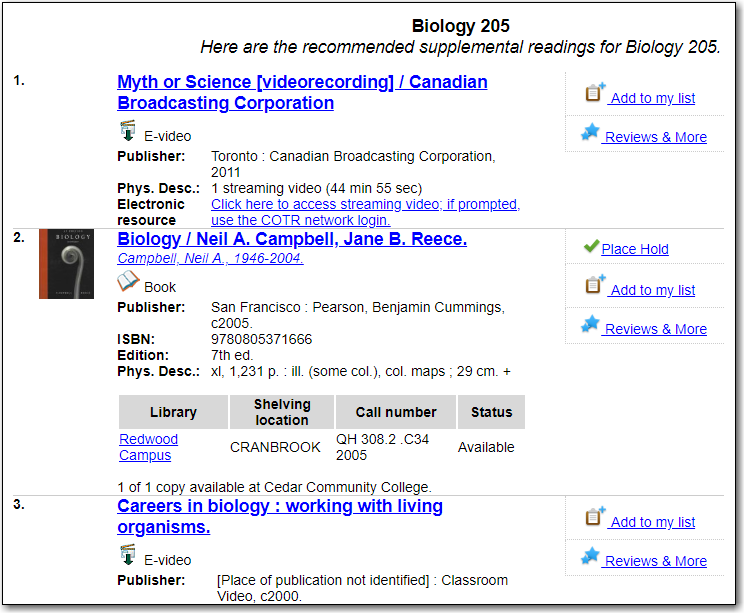 Biology 205
Here are the recommended supplemental readings for Biology 205.
1.
Myth or Science [videorecording] / Canadian
Broadcasting Corporation
Add to my list
Reviews & More
E-video
Publisher: Toronto : Canadian Broadcasting Corporation,
2011
Phys. Desc.: 1 streaming video (44 min 55 sec)
Electronic Click here to access streaming video; if prompted,
resource use the COTR network login.
2.
BIOLOGY
Biology / Neil A. Campbell, Jane B. Reece.
Campbell, Neil A., 1946-2004.
Place Hold
Add to my list
Reviews & More
Book
Publisher: San Francisco : Pearson, Benjamin Cummings,
c2005.
ISBN: 9780805371666
Edition: 7th ed.
Phys. Desc.: xl, 1,231 p. : ill. (some col.), col. maps ; 29 cm. +
Library Shelving location Call number Status
Redwood Campus CRANBROOK QH 308.2 .C34 2005 Available
1 of 1 copy available at Cedar Community College.
3.
Careers in biology : working with living
organisms.
Add to my list
Reviews & More
E-video
Publisher: [Place of publication not identified] : Classroom
Video, c2000.